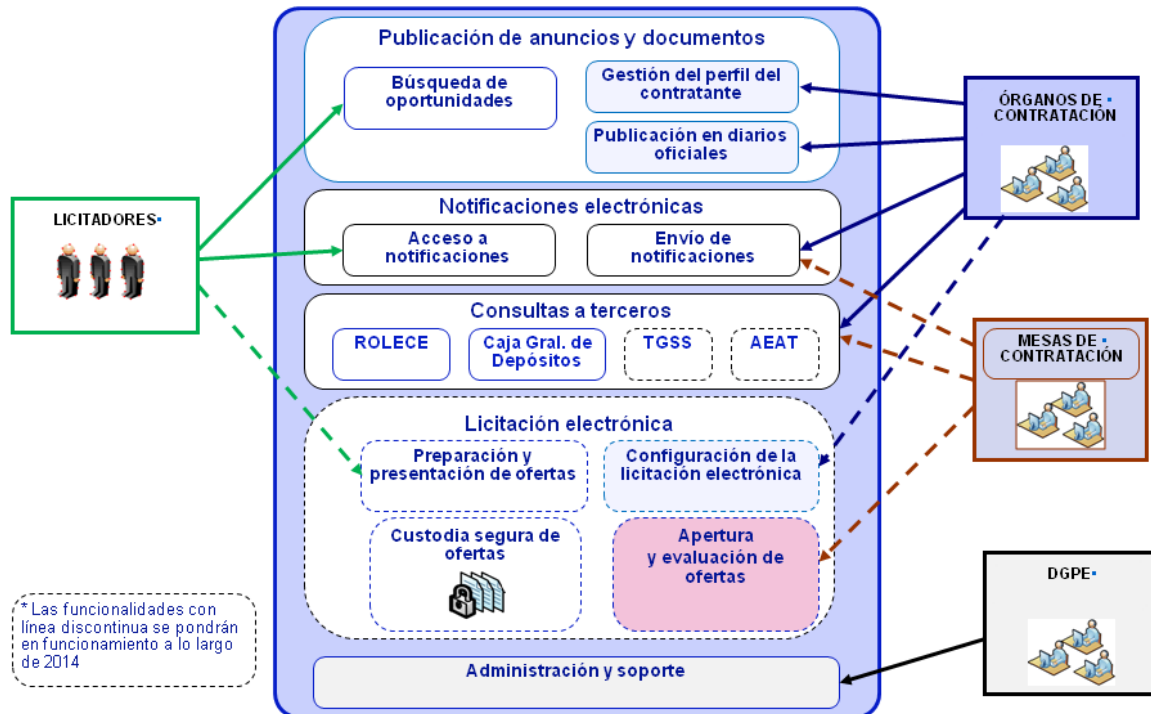 Publicación de anuncios y documentos
Búsqueda de
oportunidades
Gestión del perfil del
contratante
Publicación en diarios
oficiales
ÓRGANOS DE
CONTRATACIÓN
LICITADORES
Notificaciones electrónicas
Acceso a
notificaciones
Envío de
notificaciones
Consultas a terceros
ROLECE
Caja Gral. de
Depósitos
TGSS
AEAT
MESAS DE
CONTRATACIÓN
Licitación electrónica
Preparación y
presentación de ofertas
Configuración de la
licitación electrónica
Custodia segura de
ofertas
Apertura
y evaluación de
ofertas
DGPE
* Las funcionalidades con
línea discontinua se pondrán
en funcionamiento a lo largo
de 2014
Administración y soporte